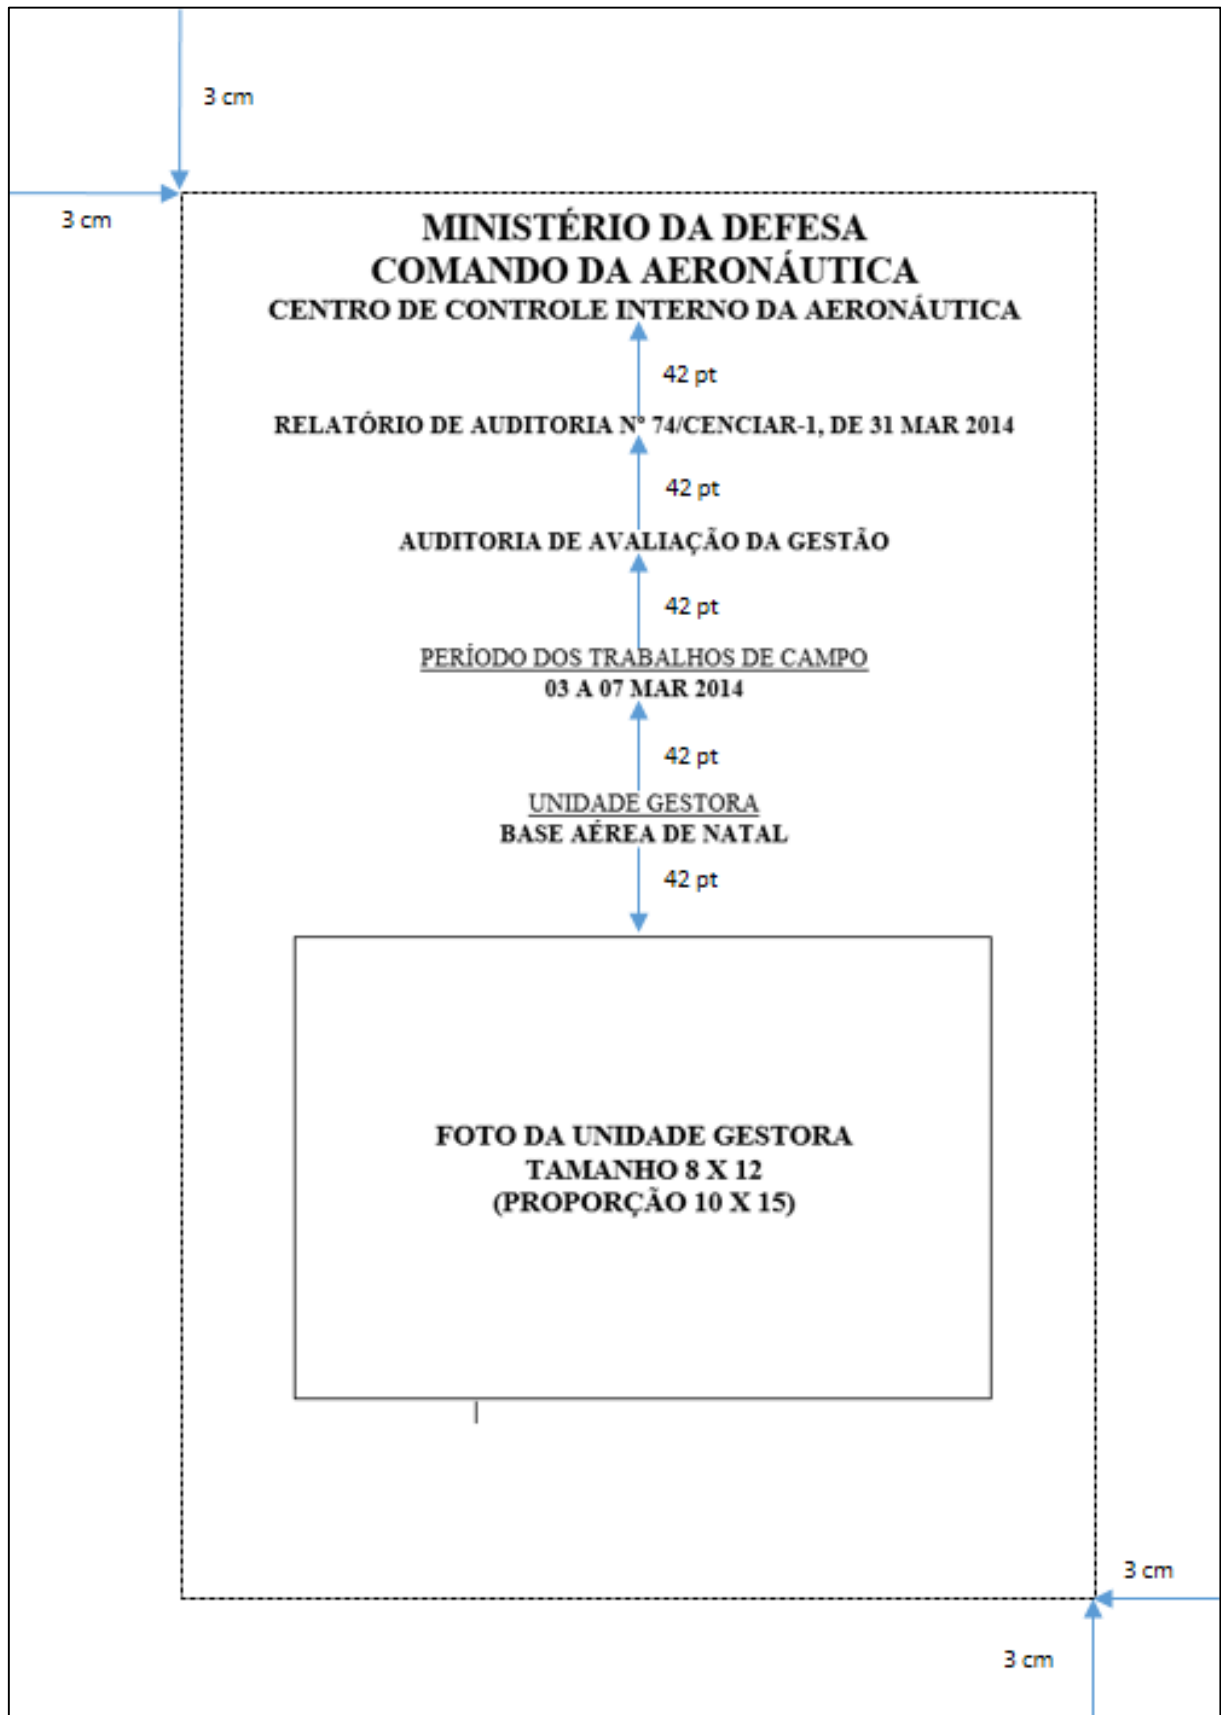 3 cm
3 cm
MINISTÉRIO DA DEFESA
COMANDO DA AERONÁUTICA
CENTRO DE CONTROLE INTERNO DA AERONÁUTICA
42 pt
RELATÓRIO DE AUDITORIA Nº 74/CENCIAR-1, DE 31 MAR 2014
42 pt
AUDITORIA DE AVALIAÇÃO DA GESTÃO
42 pt
PERÍODO DOS TRABALHOS DE CAMPO
03 A 07 MAR 2014
42 pt
UNIDADE GESTORA
BASE AÉREA DE NATAL
42 pt
FOTO DA UNIDADE GESTORA
TAMANHO 8 X 12
(PROPORÇÃO 10 X 15)
3 cm
3 cm